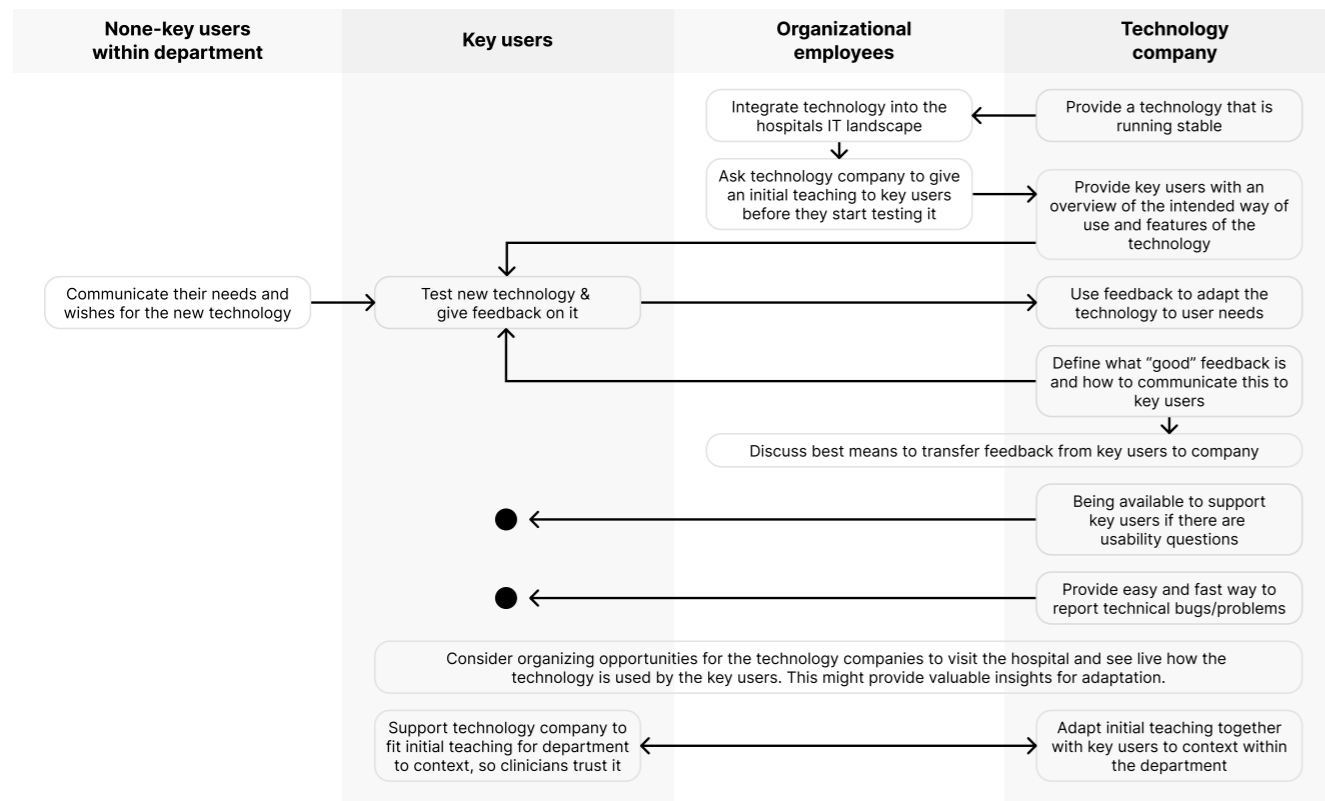 None-key users
within department
Key users
Organizational
employees
Technology
company
Integrate technology into the
hospitals IT landscape
Provide a technology that is
running stable
Ask technology company to give
an initial teaching to key users
before they start testing it
Provide key users with an
overview of the intended way of
use and features of the
technology
Communicate their needs and
wishes for the new technology
Test new technology &
give feedback on it
Use feedback to adapt the
technology to user needs
Define what “good” feedback is
and how to communicate this to
key users
Discuss best means to transfer feedback from key users to company
Being available to support
key users if there are
usability questions
Provide easy and fast way to
report technical bugs/problems
Consider organizing opportunities for the technology companies to visit the hospital and see live how the
technology is used by the key users. This might provide valuable insights for adaptation.
Support technology company to
fit initial teaching for department
to context, so clinicians trust it
Adapt initial teaching together
with key users to context within
the department